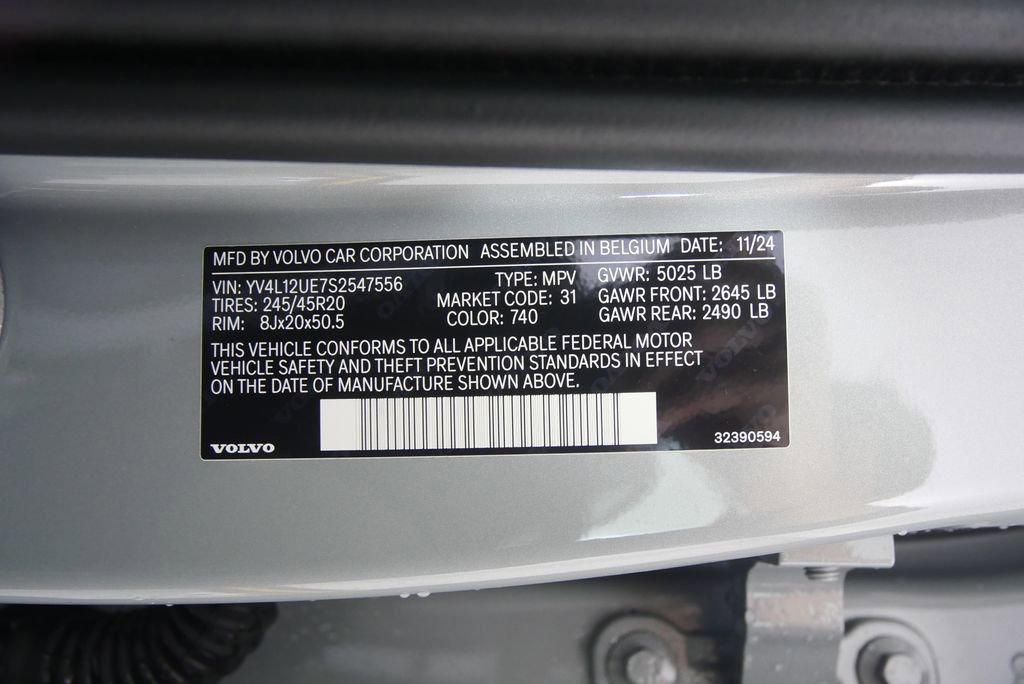 MFD BY VOLVO CAR CORPORATION ASSEMBLED IN BELGIUM DATE: 11/24
VIN: YV4L12UE7S2547556 TYPE: MPV GVWR: 5025 LB
TIRES: 245/45R20 MARKET CODE: 31 GAWR FRONT: 2645 LB
RIM: 8Jx20x50.5 COLOR: 740 GAWR REAR: 2490 LB
THIS VEHICLE CONFORMS TO ALL APPLICABLE FEDERAL MOTOR
VEHICLE SAFETY AND THEFT PREVENTION STANDARDS IN EFFECT
ON THE DATE OF MANUFACTURE SHOWN ABOVE.
VOLVO 32390594